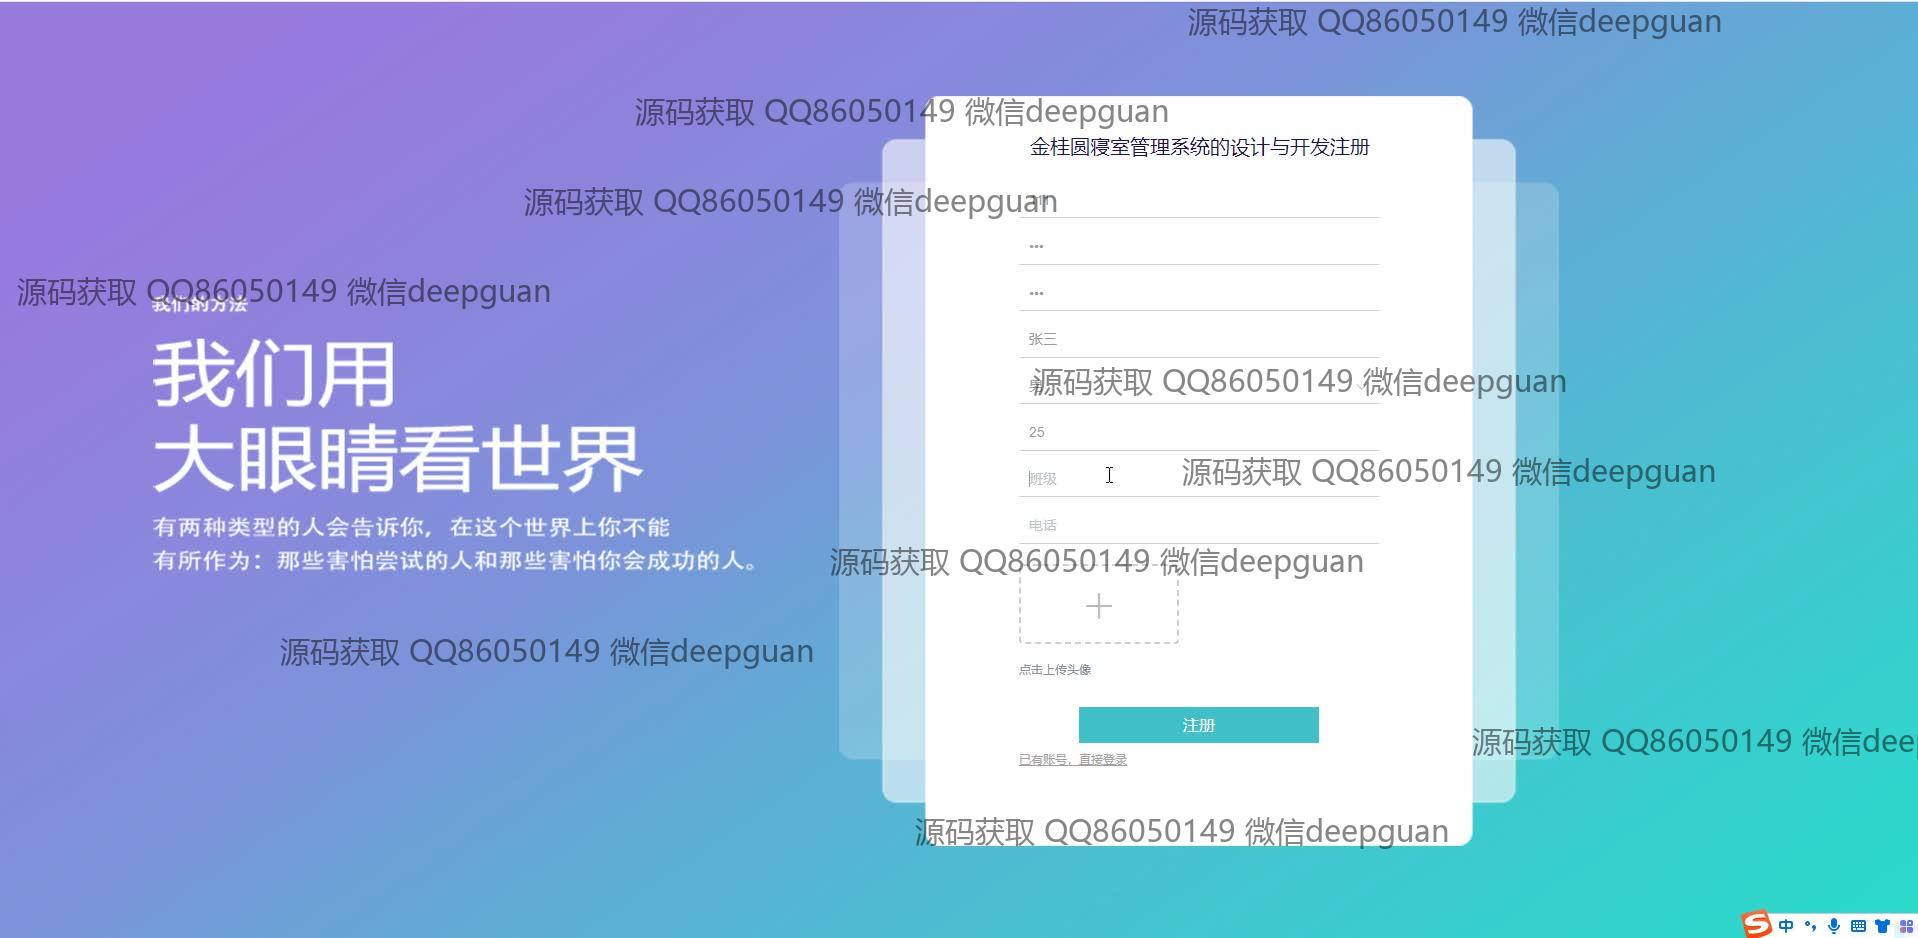 源码获取 QQ86050149 微信deepguan
源码获取 QQ86050149 微信deepguan
金桂圆寝室管理系统的设计与开发注册
源码获取 QQ86050149 微信deepguan
•••
源码获取 QQ86050149 微信deepguan
•••
我们的方法
张三
我们用
源码获取 QQ86050149 微信deepguan
男
25
大眼睛看世界
源码获取 QQ86050149 微信deepguan
班级
电话
有两种类型的人会告诉你，在这个世界上你不能
有所作为：那些害怕尝试的人和那些害怕你会成功的人。
源码获取 QQ86050149 微信deepguan
源码获取 QQ86050149 微信deepguan
点击上传头像
注册
源码获取 QQ86050149 微信dee
已有账号，直接登录
源码获取 QQ86050149 微信deepguan
中